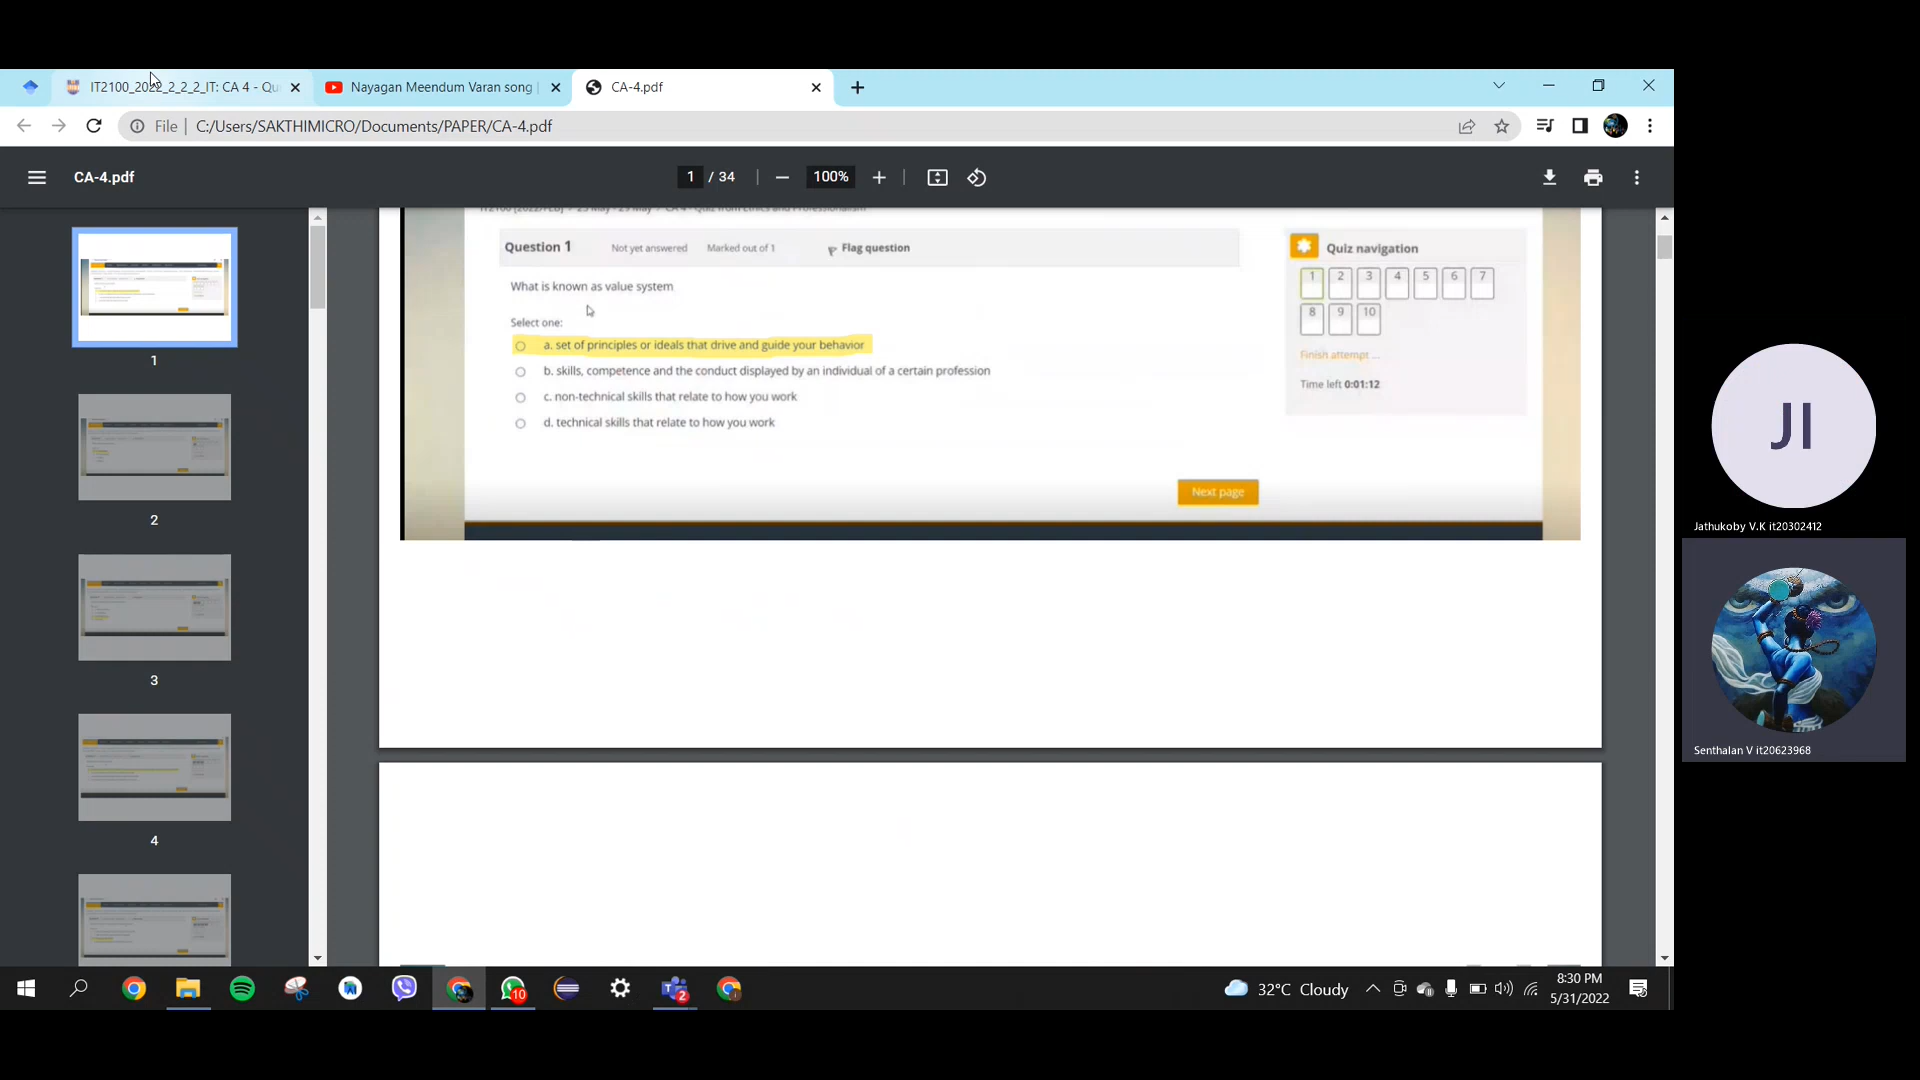 IT2100_2022_2_2_2_IT: CA 4 - Qu
Nayagan Meendum Varan song |
CA-4.pdf
File | C:/Users/SAKTHIMICRO/Documents/PAPER/CA-4.pdf
CA-4.pdf
1 / 34
100%
Question 1
Not yet answered
Marked out of 1
Flag question
What is known as value system
Select one:
a. set of principles or ideals that drive and guide your behavior
b. skills, competence and the conduct displayed by an individual of a certain profession
c. non-technical skills that relate to how you work
d. technical skills that relate to how you work
Next page
Quiz navigation
1 2 3 4 5 6 7
8 9 10
Finish attempt ...
Time left 0:01:12
1
2
3
4
JI
Jathukoby V.K it20302412
Senthalan V it20623968
10
2
32°C Cloudy
8:30 PM
5/31/2022